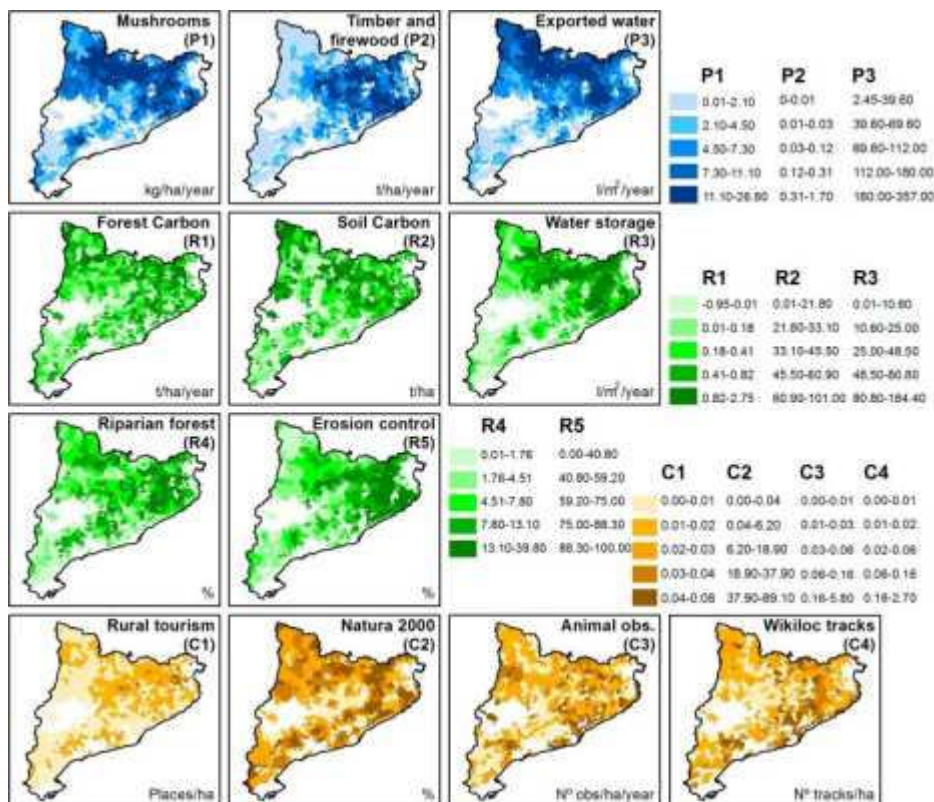 Mushrooms
(P1)
kg/ha/year
Timber and
firewood (P2)
t/ha/year
Exported water
(P3)
l/m²/year
P1 P2 P3
0.01-2.10 0-0.01 2.45-39.60
2.10-4.50 0.01-0.03 39.60-69.60
4.50-7.30 0.03-0.12 69.60-112.00
7.30-11.10 0.12-0.31 112.00-180.00
11.10-26.80 0.31-1.70 180.00-357.00
Forest Carbon
(R1)
t/ha/year
Soil Carbon
(R2)
t/ha
Water storage
(R3)
l/m²/year
R1 R2 R3
-0.95-0.01 0.01-21.80 0.01-10.60
0.01-0.18 21.80-33.10 10.60-25.00
0.18-0.41 33.10-45.50 25.00-48.50
0.41-0.82 45.50-60.90 48.50-80.80
0.82-2.75 60.90-101.00 80.80-184.40
Riparian forest
(R4)
%
Erosion control
(R5)
%
R4 R5
0.01-1.76 0.00-40.80
1.76-4.51 40.80-59.20
4.51-7.80 59.20-75.00
7.80-13.10 75.00-88.30
13.10-39.80 88.30-100.00
C1 C2 C3 C4
0.00-0.01 0.00-0.04 0.00-0.01 0.00-0.01
0.01-0.02 0.04-6.20 0.01-0.03 0.01-0.02
0.02-0.03 6.20-18.90 0.03-0.06 0.02-0.06
0.03-0.04 18.90-37.90 0.06-0.16 0.06-0.16
0.04-0.08 37.90-89.10 0.16-5.80 0.16-2.70
Rural tourism
(C1)
Places/ha
Natura 2000
(C2)
%
Animal obs.
(C3)
Nº obs/ha/year
Wikiloc tracks
(C4)
Nº tracks/ha